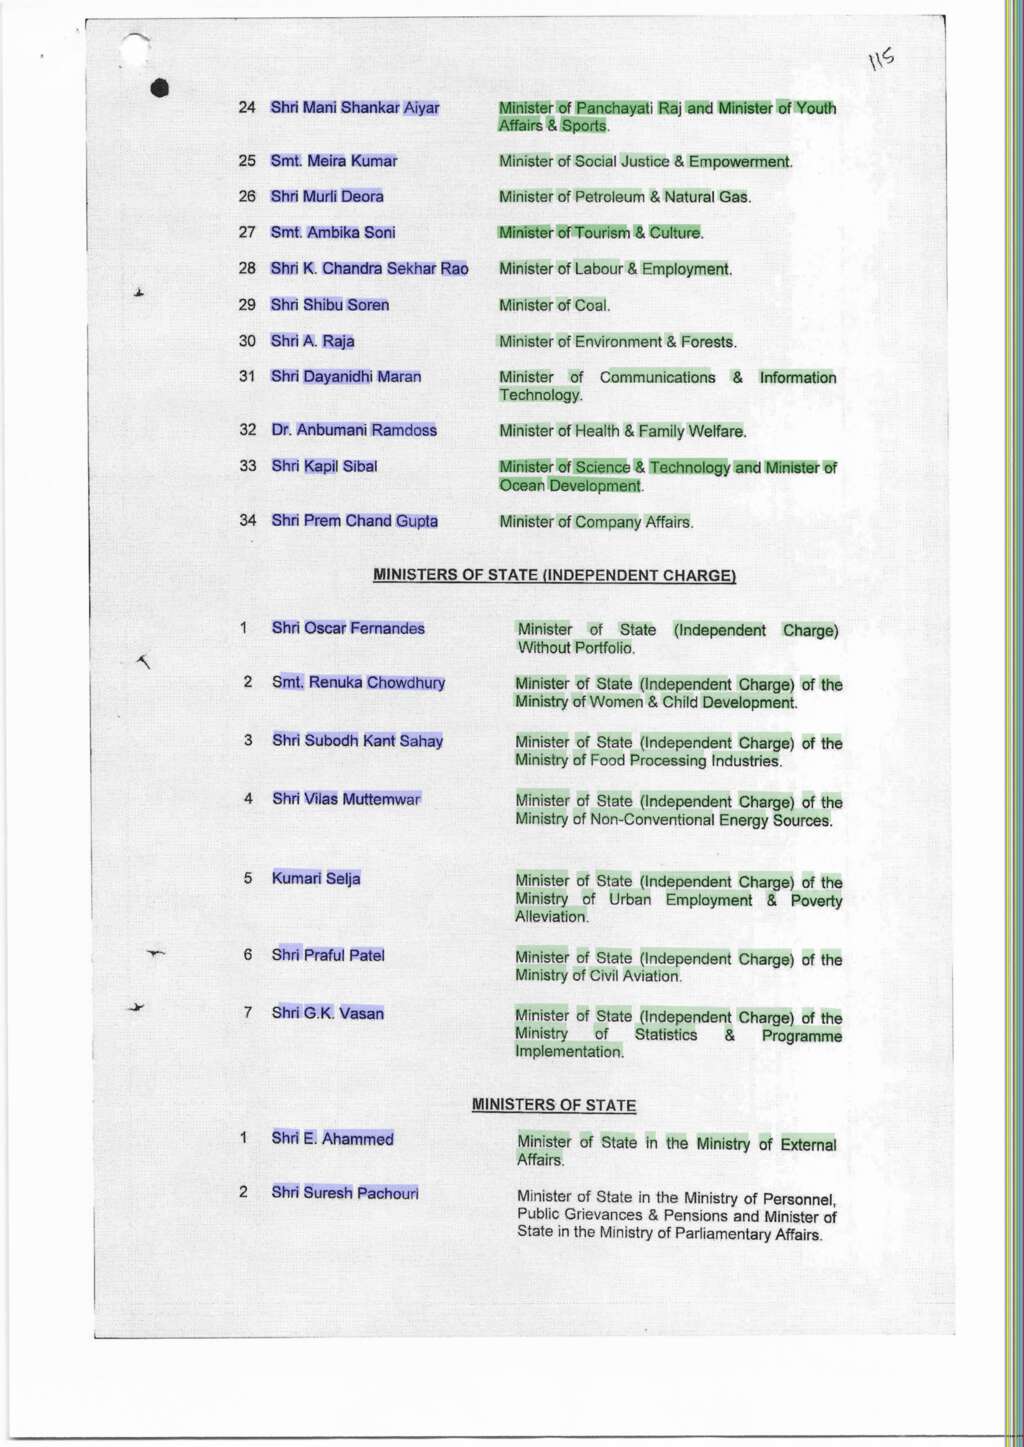 115
24 Shri Mani Shankar Aiyar Minister of Panchayati Raj and Minister of Youth
Affairs & Sports.
25 Smt. Meira Kumar Minister of Social Justice & Empowerment.
26 Shri Murli Deora Minister of Petroleum & Natural Gas.
27 Smt. Ambika Soni Minister of Tourism & Culture.
28 Shri K. Chandra Sekhar Rao Minister of Labour & Employment.
29 Shri Shibu Soren Minister of Coal.
30 Shri A. Raja Minister of Environment & Forests.
31 Shri Dayanidhi Maran Minister of Communications & Information
Technology.
32 Dr. Anbumani Ramdoss Minister of Health & Family Welfare.
33 Shri Kapil Sibal Minister of Science & Technology and Minister of
Ocean Development.
34 Shri Prem Chand Gupta Minister of Company Affairs.
MINISTERS OF STATE (INDEPENDENT CHARGE)
1 Shri Oscar Fernandes Minister of State (Independent Charge)
Without Portfolio.
2 Smt. Renuka Chowdhury Minister of State (Independent Charge) of the
Ministry of Women & Child Development.
3 Shri Subodh Kant Sahay Minister of State (Independent Charge) of the
Ministry of Food Processing Industries.
4 Shri Vilas Muttemwar Minister of State (Independent Charge) of the
Ministry of Non-Conventional Energy Sources.
5 Kumari Selja Minister of State (Independent Charge) of the
Ministry of Urban Employment & Poverty
Alleviation.
6 Shri Praful Patel Minister of State (Independent Charge) of the
Ministry of Civil Aviation.
7 Shri G.K. Vasan Minister of State (Independent Charge) of the
Ministry of Statistics & Programme
Implementation.
MINISTERS OF STATE
1 Shri E. Ahammed Minister of State in the Ministry of External
Affairs.
2 Shri Suresh Pachouri Minister of State in the Ministry of Personnel,
Public Grievances & Pensions and Minister of
State in the Ministry of Parliamentary Affairs.